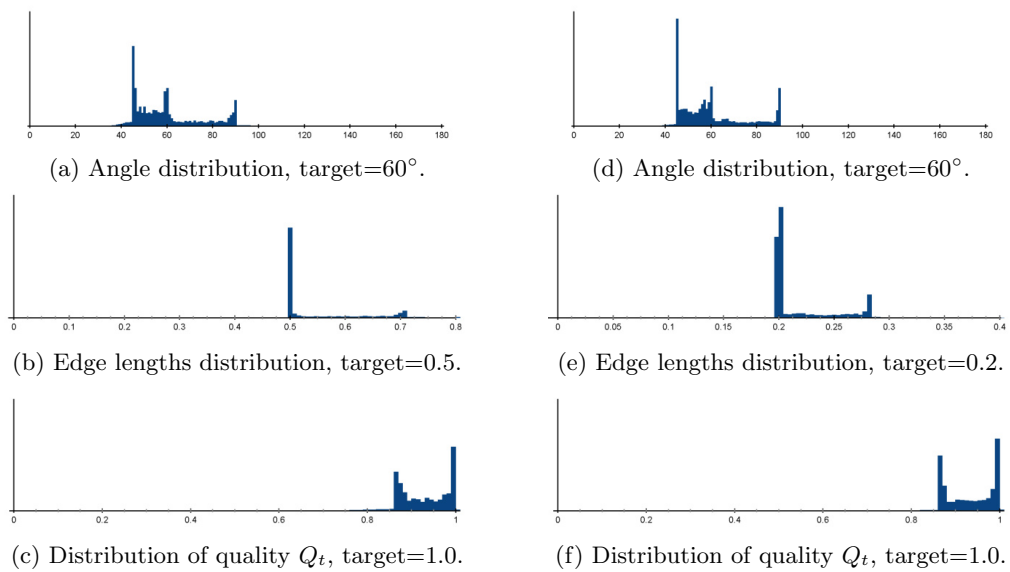 0 20 40 60 80 100 120 140 160 180
(a) Angle distribution, target=60°.
0 20 40 60 80 100 120 140 160 180
(d) Angle distribution, target=60°.
0 0.1 0.2 0.3 0.4 0.5 0.6 0.7 0.8
(b) Edge lengths distribution, target=0.5.
0 0.05 0.1 0.15 0.2 0.25 0.3 0.35 0.4
(e) Edge lengths distribution, target=0.2.
0 0.2 0.4 0.6 0.8 1
(c) Distribution of quality Qt, target=1.0.
0 0.2 0.4 0.6 0.8 1
(f) Distribution of quality Qt, target=1.0.